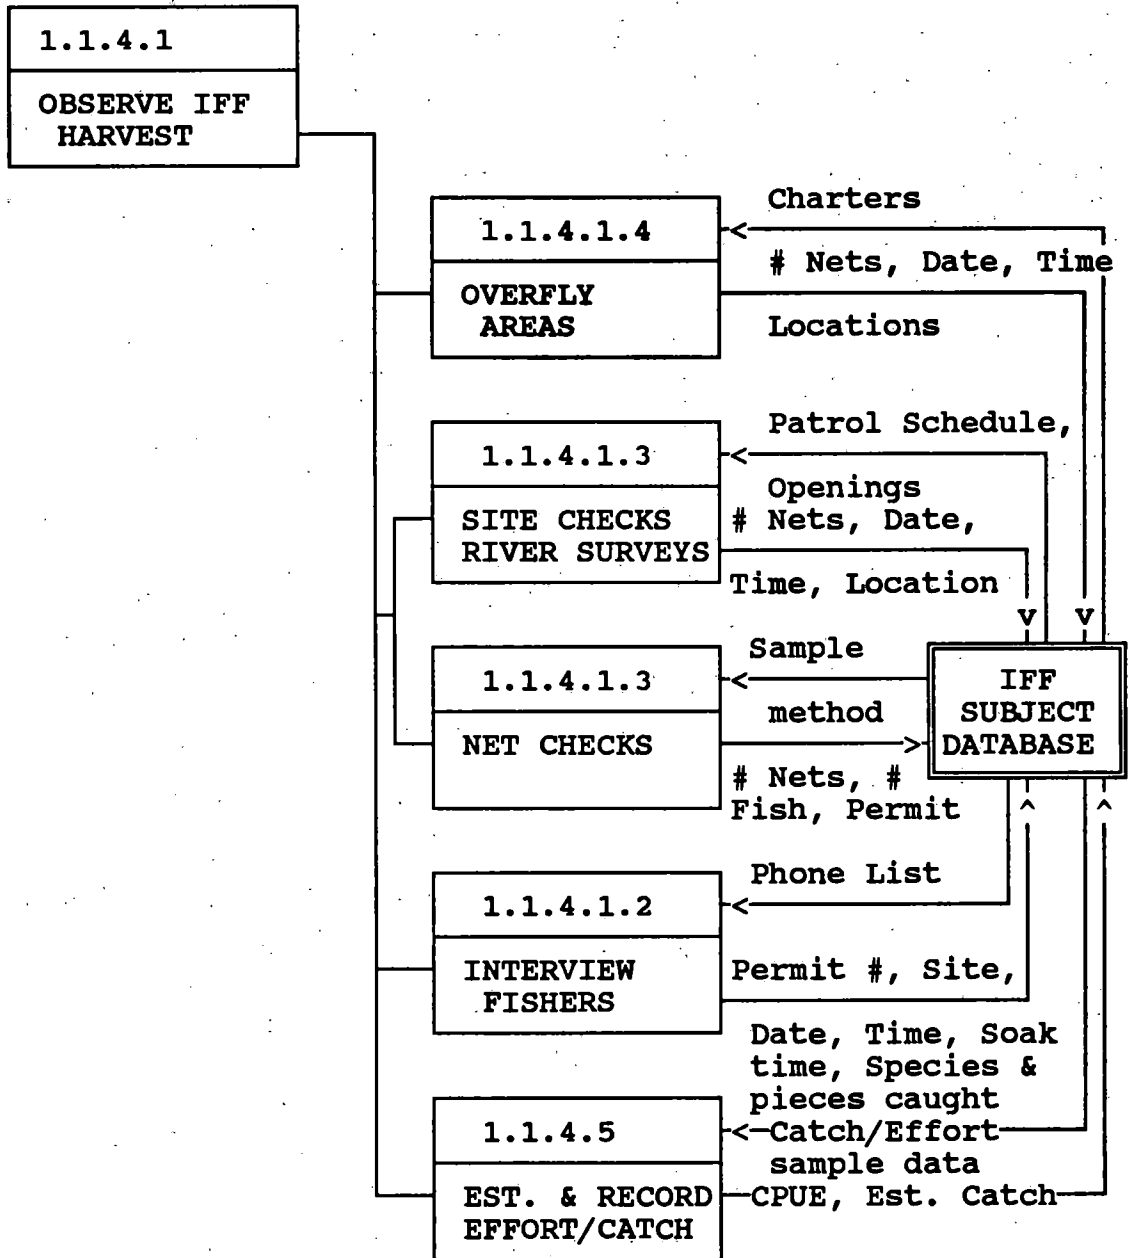 1.1.4.1
OBSERVE IFF
HARVEST
Charters
1.1.4.1.4
# Nets, Date, Time
OVERFLY
AREAS
Locations
Patrol Schedule,
1.1.4.1.3
Openings
SITE CHECKS
# Nets, Date,
RIVER SURVEYS
Time, Location
v v
Sample
1.1.4.1.3
IFF
SUBJECT
DATABASE
method
NET CHECKS
# Nets, #
Fish, Permit
Phone List
1.1.4.1.2
INTERVIEW
FISHERS
Permit #, Site,
Date, Time, Soak
time, Species &
pieces caught
1.1.4.5
Catch/Effort
sample data
EST. & RECORD
EFFORT/CATCH
CPUE, Est. Catch